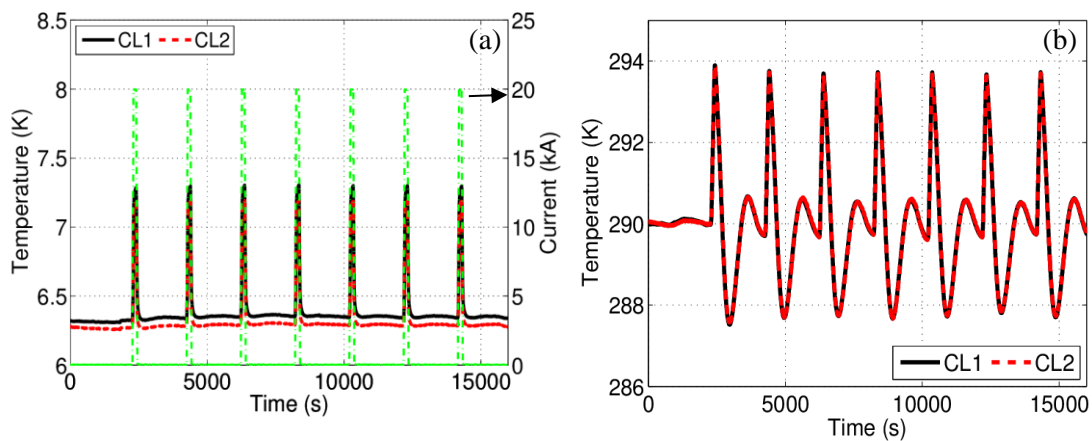 (a)
CL1 CL2
Temperature (K)
8.5
8
7.5
7
6.5
6
Current (kA)
25
20
15
10
5
0
0 5000 10000 15000
Time (s)
(b)
Temperature (K)
294
292
290
288
286
CL1 CL2
0 5000 10000 15000
Time (s)